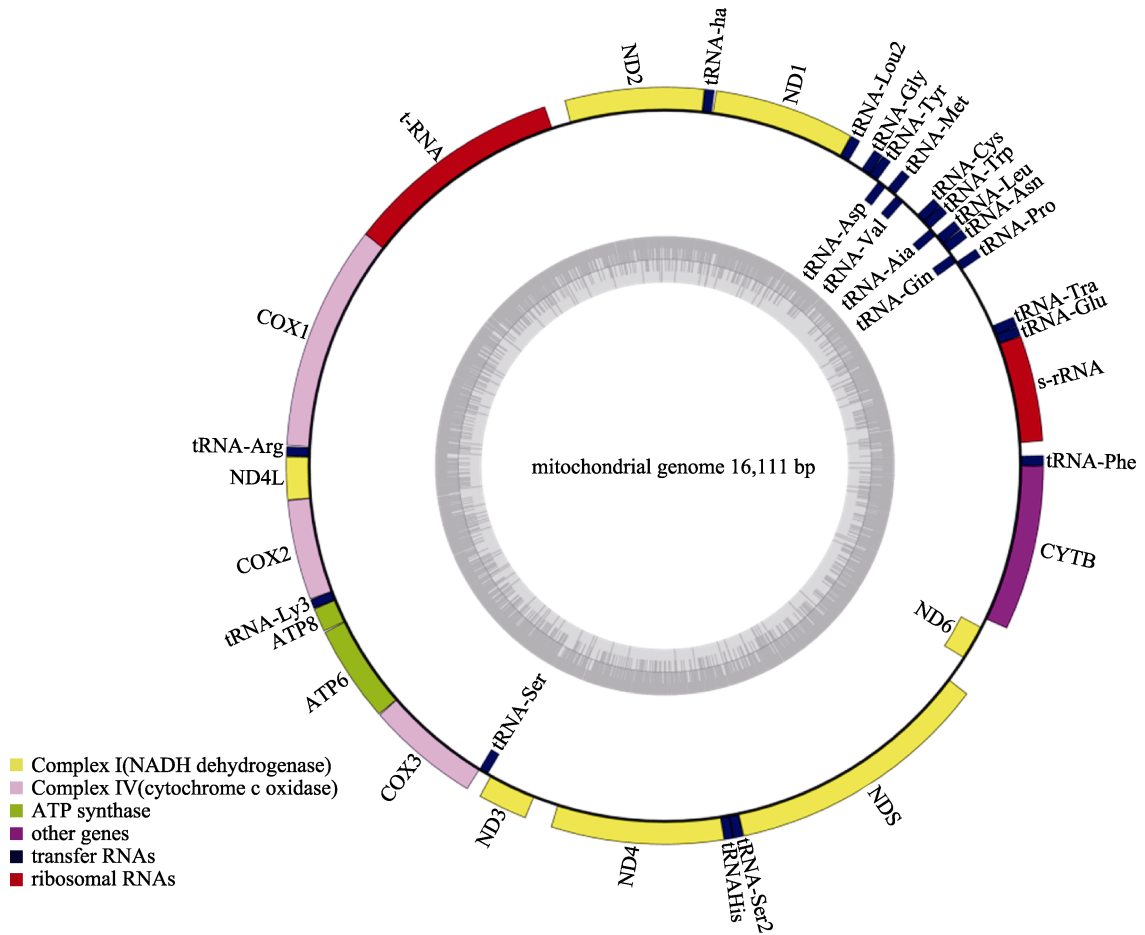 tRNA-ha
ND2
ND1
tRNA-Lou2
tRNA-Gly
tRNA-Tyr
tRNA-Met
tRNA-Cys
tRNA-Trp
tRNA-Leu
tRNA-Asn
tRNA-Pro
t-RNA
tRNA-Asp
tRNA-Val
tRNA-Aia
tRNA-Gin
tRNA-Tra
tRNA-Glu
COX1
s-rRNA
tRNA-Arg
mitochondrial genome 16,111 bp
tRNA-Phe
ND4L
COX2
CYTB
tRNA-Ly3
ATP8
ND6
ATP6
tRNA-Ser
COX3
ND3
NDS
ND4
tRNAHis
tRNA-Ser2
Complex I(NADH dehydrogenase)
Complex IV(cytochrome c oxidase)
ATP synthase
other genes
transfer RNAs
ribosomal RNAs